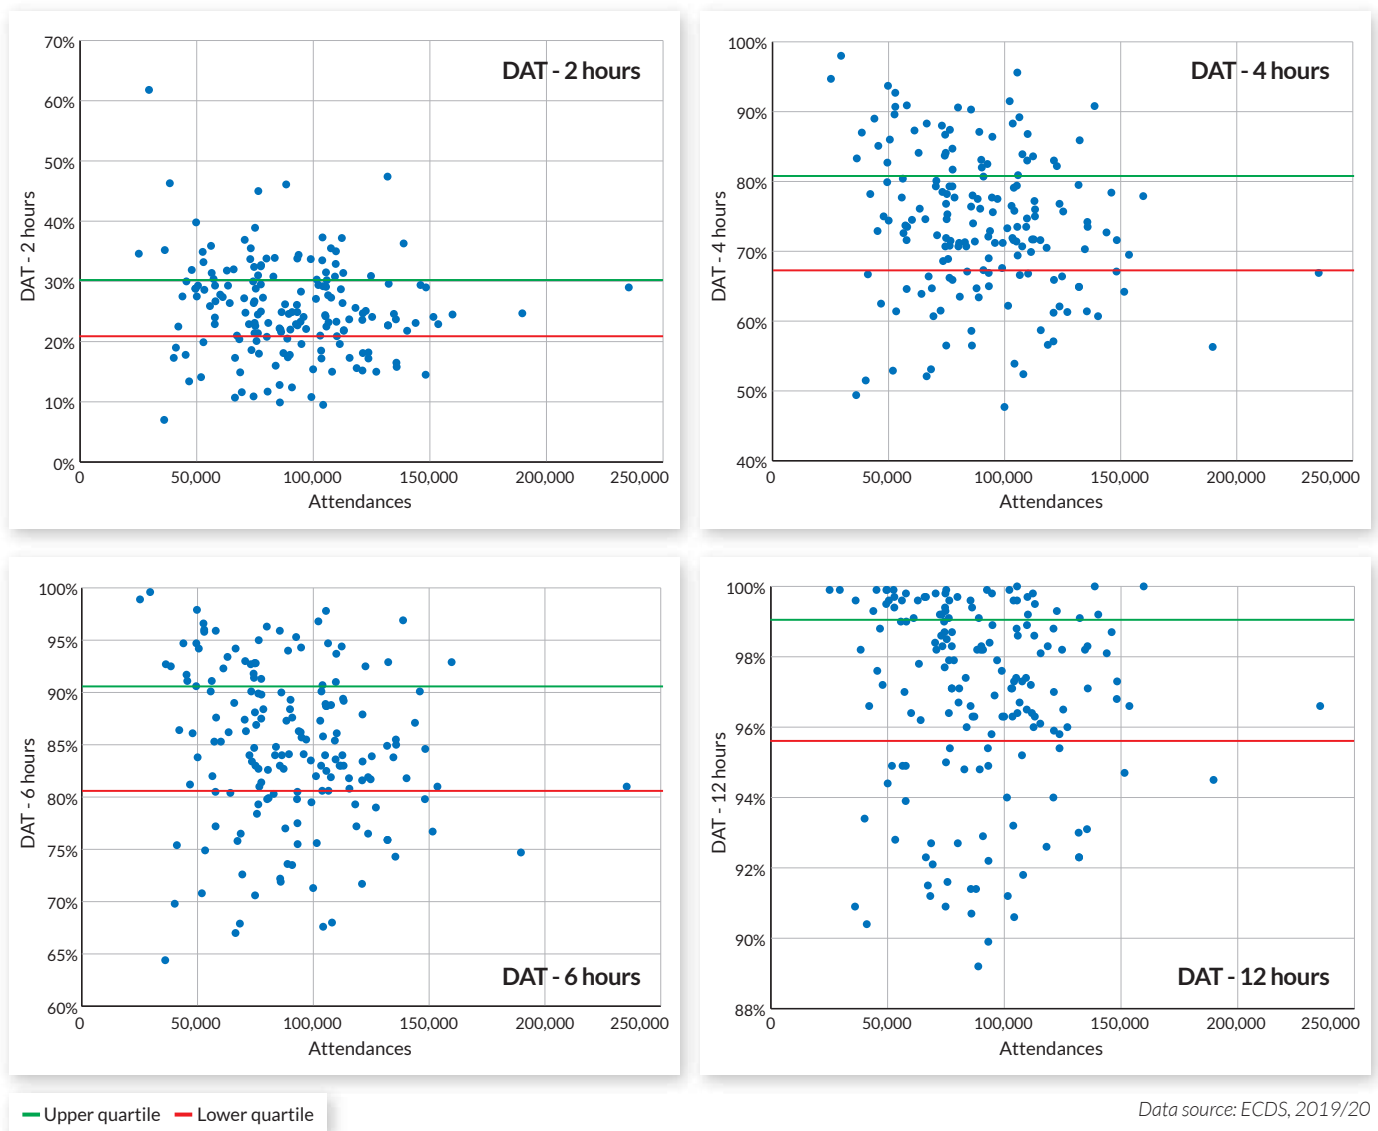 DAT - 2 hours
70%
60%
50%
40%
30%
20%
10%
0%
DAT - 2 hours
0 50,000 100,000 150,000 200,000 250,000
Attendances
DAT - 4 hours
100%
90%
80%
70%
60%
50%
40%
DAT - 4 hours
0 50,000 100,000 150,000 200,000 250,000
Attendances
100%
95%
90%
85%
80%
75%
70%
65%
60%
DAT - 6 hours
DAT - 6 hours
0 50,000 100,000 150,000 200,000 250,000
Attendances
100%
98%
96%
94%
92%
90%
88%
DAT - 12 hours
DAT - 12 hours
0 50,000 100,000 150,000 200,000 250,000
Attendances
Upper quartile Lower quartile
Data source: ECDS, 2019/20